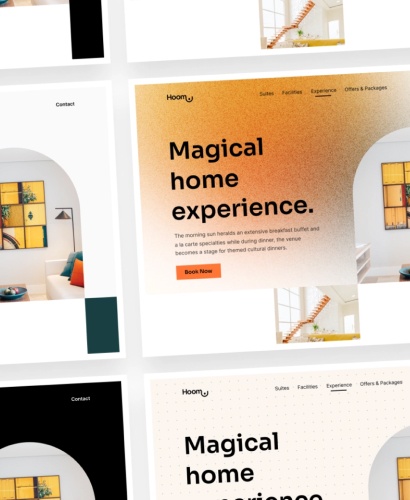 Contact
Hoom
Suites Facilities Experience Offers & Packages
Magical
home
experience.
The morning sun heralds an extensive breakfast buffet and
a la carte specialities while during dinner, the venue
becomes a stage for themed cultural dinners.
Book Now
Contact
Hoom
Suites Facilities Experience Offers & Packages
Magical
home
experience